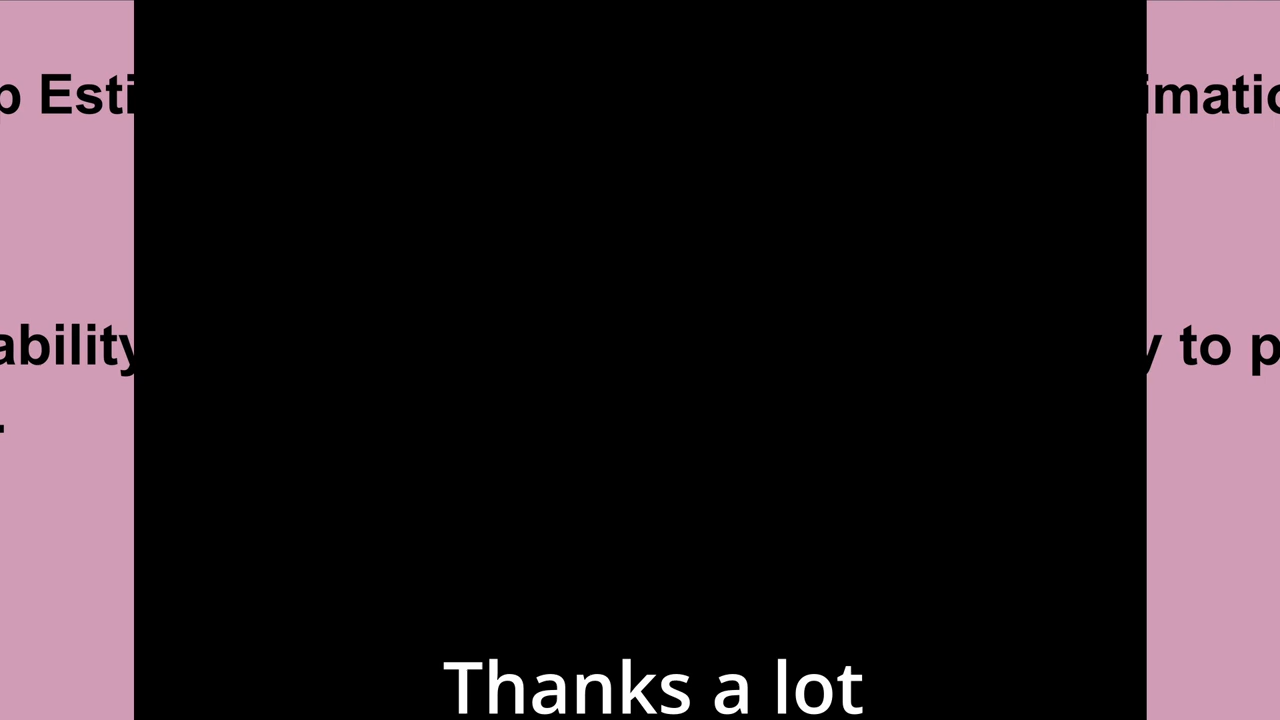 p Esti imatio
ability y to p
.
Thanks a lot